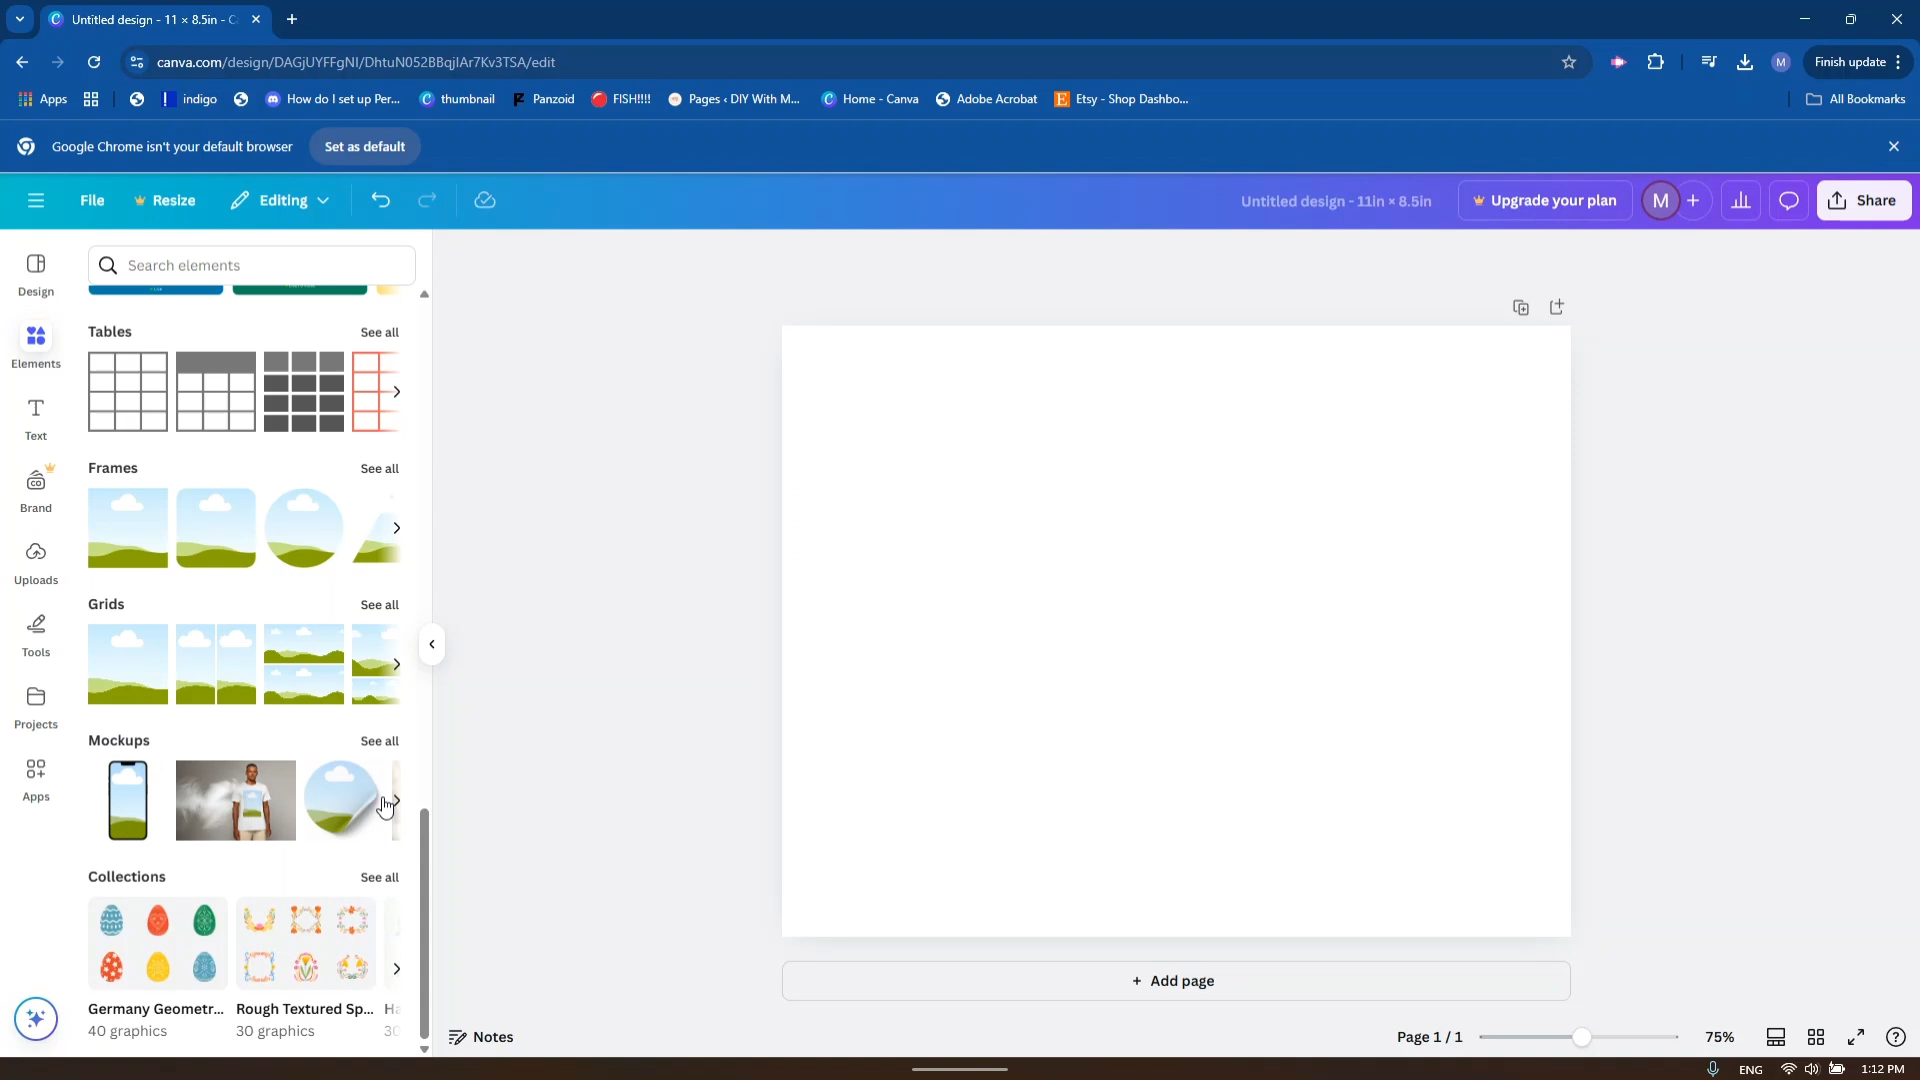 Untitled design - 11 × 8.5in - C
canva.com/design/DAGjUYFFgNI/DhtuN052BBqjIAr7Kv3TSA/edit
Finish update
Apps
indigo
How do I set up Per...
thumbnail
Panzoid
FISH!!!!
Pages ‹ DIY With M...
Home - Canva
Adobe Acrobat
Etsy - Shop Dashbo...
All Bookmarks
Google Chrome isn't your default browser
Set as default
File
Resize
Editing
Untitled design - 11in × 8.5in
Upgrade your plan
M
Share
Design
Elements
Text
Brand
Uploads
Tools
Projects
Apps
Search elements
Tables
See all
Frames
See all
Grids
See all
Mockups
See all
Collections
See all
Germany Geometr...
40 graphics
Rough Textured Sp...
30 graphics
Ha
30
+ Add page
Notes
Page 1 / 1
75%
ENG
1:12 PM